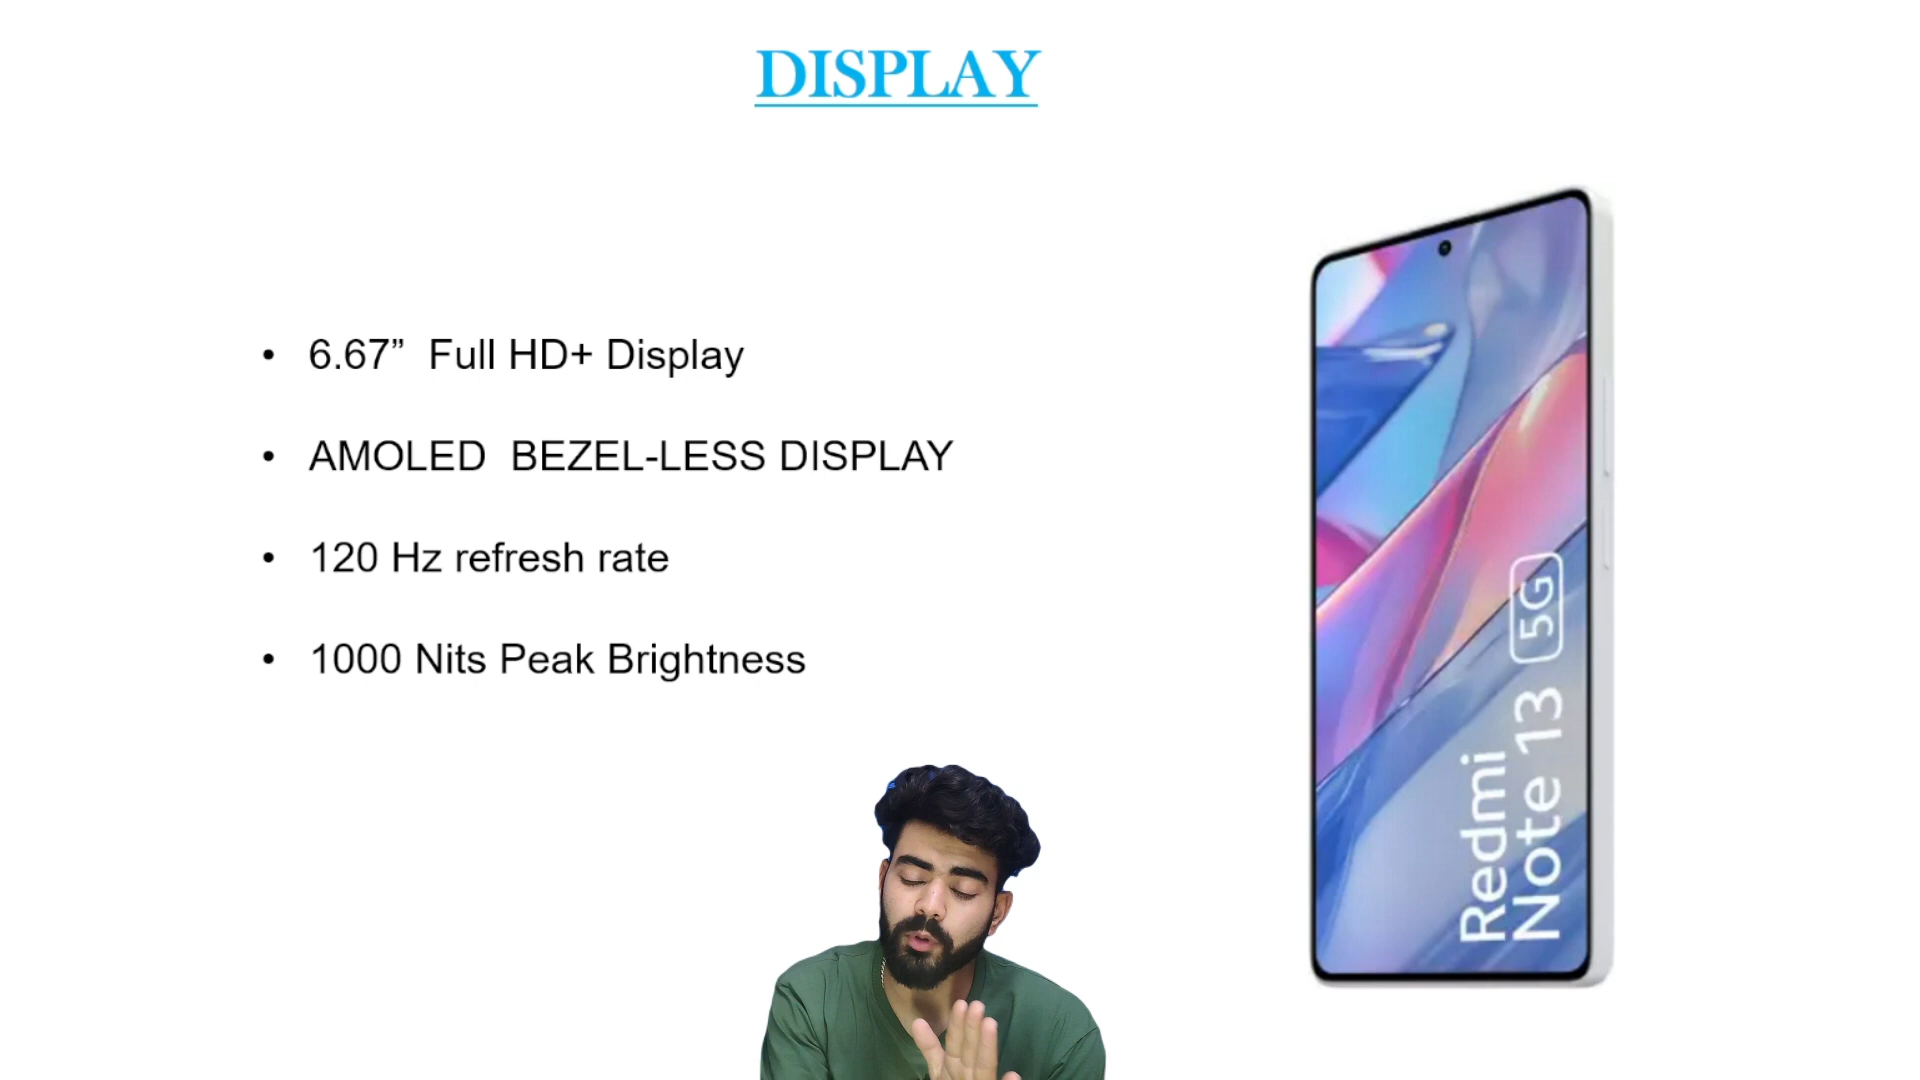 DISPLAY
• 6.67” Full HD+ Display
• AMOLED BEZEL-LESS DISPLAY
• 120 Hz refresh rate
• 1000 Nits Peak Brightness
Redmi
Note 13 5G